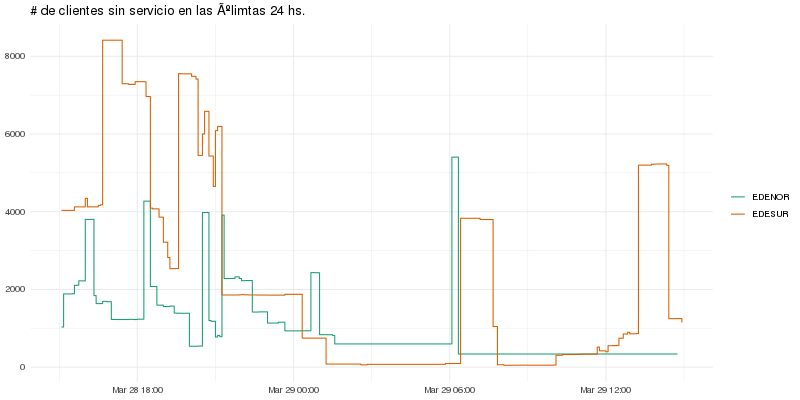 # de clientes sin servicio en las Ãºlimtas 24 hs.
8000
6000
4000
2000
0
Mar 28 18:00
Mar 29 00:00
Mar 29 06:00
Mar 29 12:00
EDENOR
EDESUR